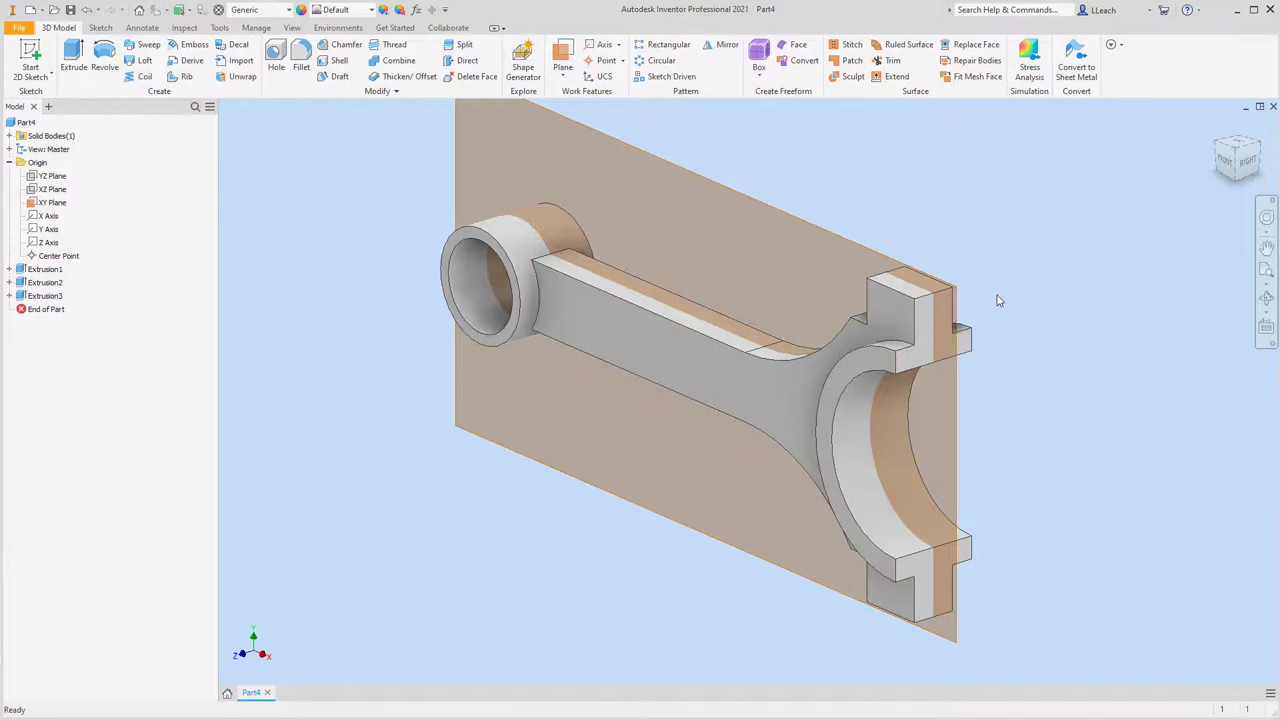 Generic
Default
Autodesk Inventor Professional 2021 Part4
Search Help & Commands...
LLeach
File 3D Model Sketch Annotate Inspect Tools Manage View Environments Get Started Collaborate
Start
2D Sketch
Sketch
Extrude
Revolve
Sweep
Loft
Coil
Emboss
Derive
Rib
Decal
Import
Unwrap
Create
Hole
Fillet
Chamfer
Shell
Draft
Thread
Combine
Thicken/ Offset
Split
Direct
Delete Face
Modify
Shape
Generator
Explore
Plane
Axis
Point
UCS
Work Features
Rectangular
Circular
Sketch Driven
Mirror
Pattern
Box
Face
Convert
Create Freeform
Stitch
Patch
Sculpt
Ruled Surface
Trim
Extend
Replace Face
Repair Bodies
Fit Mesh Face
Surface
Stress
Analysis
Simulation
Convert to
Sheet Metal
Convert
Model
Part4
Solid Bodies(1)
View: Master
Origin
YZ Plane
XZ Plane
XY Plane
X Axis
Y Axis
Z Axis
Center Point
Extrusion1
Extrusion2
Extrusion3
End of Part
FRONT RIGHT
Y
Z
X
Part4
Ready
1 1